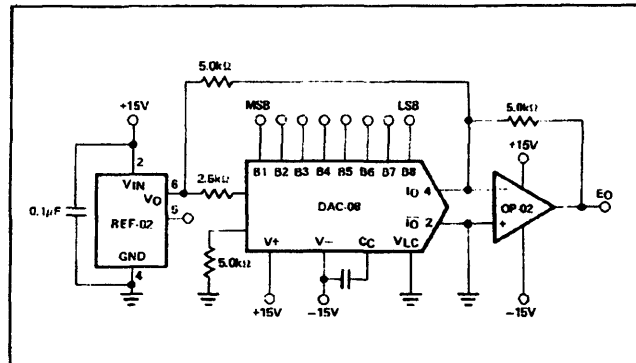 5.0kΩ
+15V
MSB
LSB
5.0kΩ
+15V
2
VIN
VO
6
2.5kΩ
B1 B2 B3 B4 B5 B6 B7 B8
IO 4
−
EO
0.1μF
REF-02
5
DAC-08
IO 2
+
OP-02
GND
4
5.0kΩ
V+
V−
CC
VLC
+15V
−15V
−15V